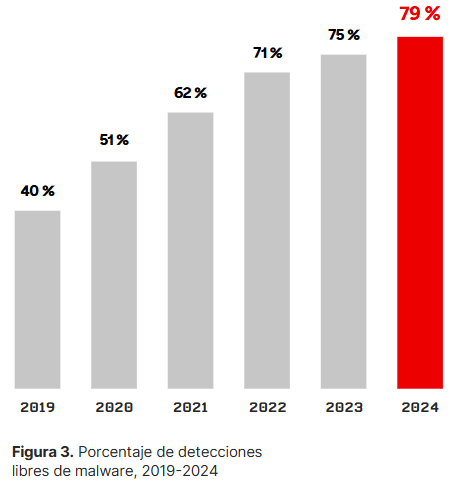 79 %
75 %
71 %
62 %
51 %
40 %
2019 2020 2021 2022 2023 2024
Figura 3. Porcentaje de detecciones
libres de malware, 2019-2024